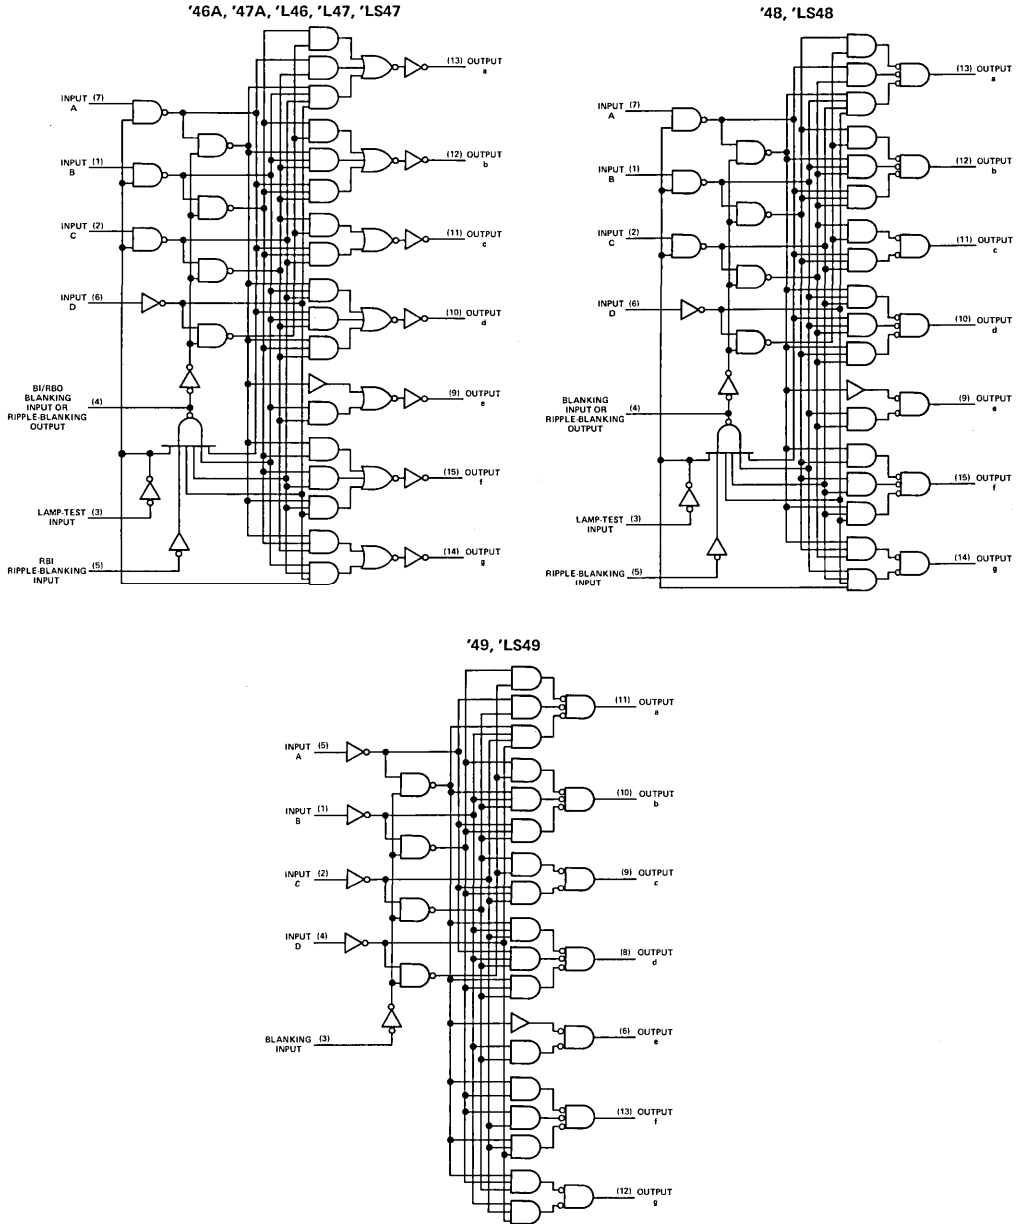 '46A, '47A, 'L46, 'L47, 'LS47
INPUT (7)
A
INPUT (1)
B
INPUT (2)
C
INPUT (6)
D
BI/RBO
BLANKING
INPUT OR (4)
RIPPLE-BLANKING
OUTPUT
LAMP-TEST (3)
INPUT
RBI
RIPPLE-BLANKING (5)
INPUT
(13) OUTPUT
a
(12) OUTPUT
b
(11) OUTPUT
c
(10) OUTPUT
d
(9) OUTPUT
e
(15) OUTPUT
f
(14) OUTPUT
g
'48, 'LS48
INPUT (7)
A
INPUT (1)
B
INPUT (2)
C
INPUT (6)
D
BLANKING
INPUT OR (4)
RIPPLE-BLANKING
OUTPUT
LAMP-TEST (3)
INPUT
RIPPLE-BLANKING (5)
INPUT
(13) OUTPUT
a
(12) OUTPUT
b
(11) OUTPUT
c
(10) OUTPUT
d
(9) OUTPUT
e
(15) OUTPUT
f
(14) OUTPUT
g
'49, 'LS49
INPUT (5)
A
INPUT (1)
B
INPUT (2)
C
INPUT (4)
D
BLANKING (3)
INPUT
(11) OUTPUT
a
(10) OUTPUT
b
(9) OUTPUT
c
(8) OUTPUT
d
(6) OUTPUT
e
(13) OUTPUT
f
(12) OUTPUT
g